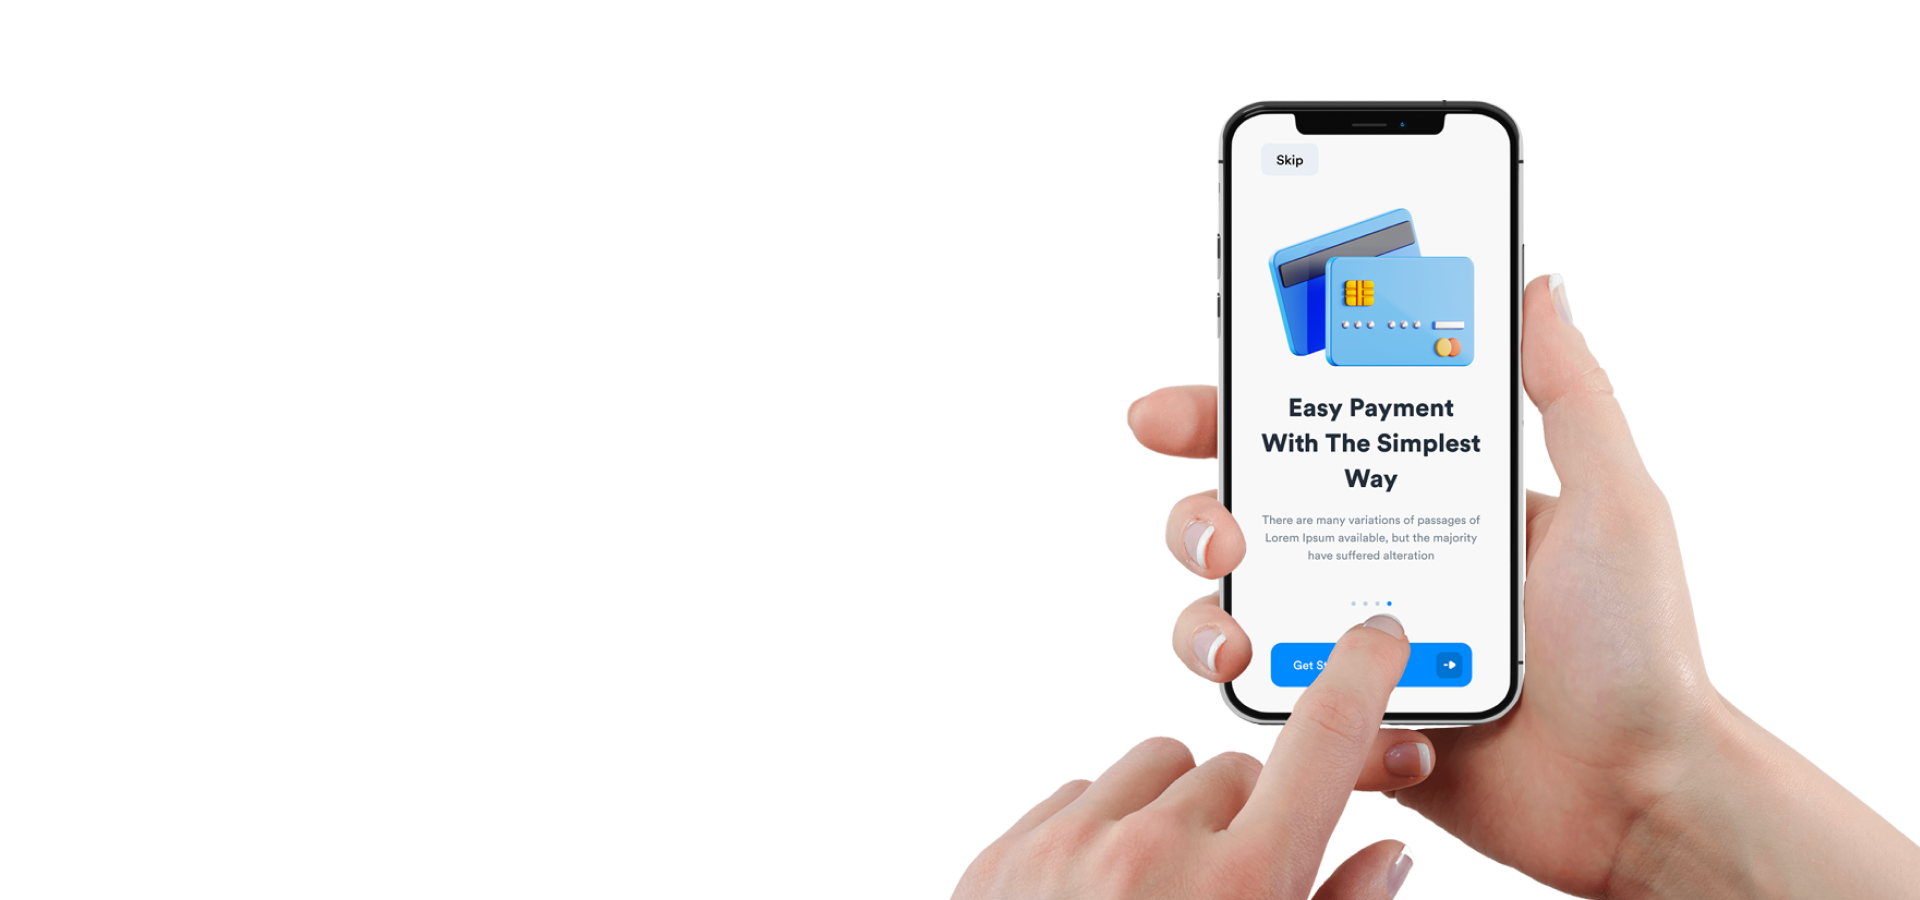 Skip
Easy Payment
With The Simplest
Way
There are many variations of passages of
Lorem Ipsum available, but the majority
have suffered alteration
Get